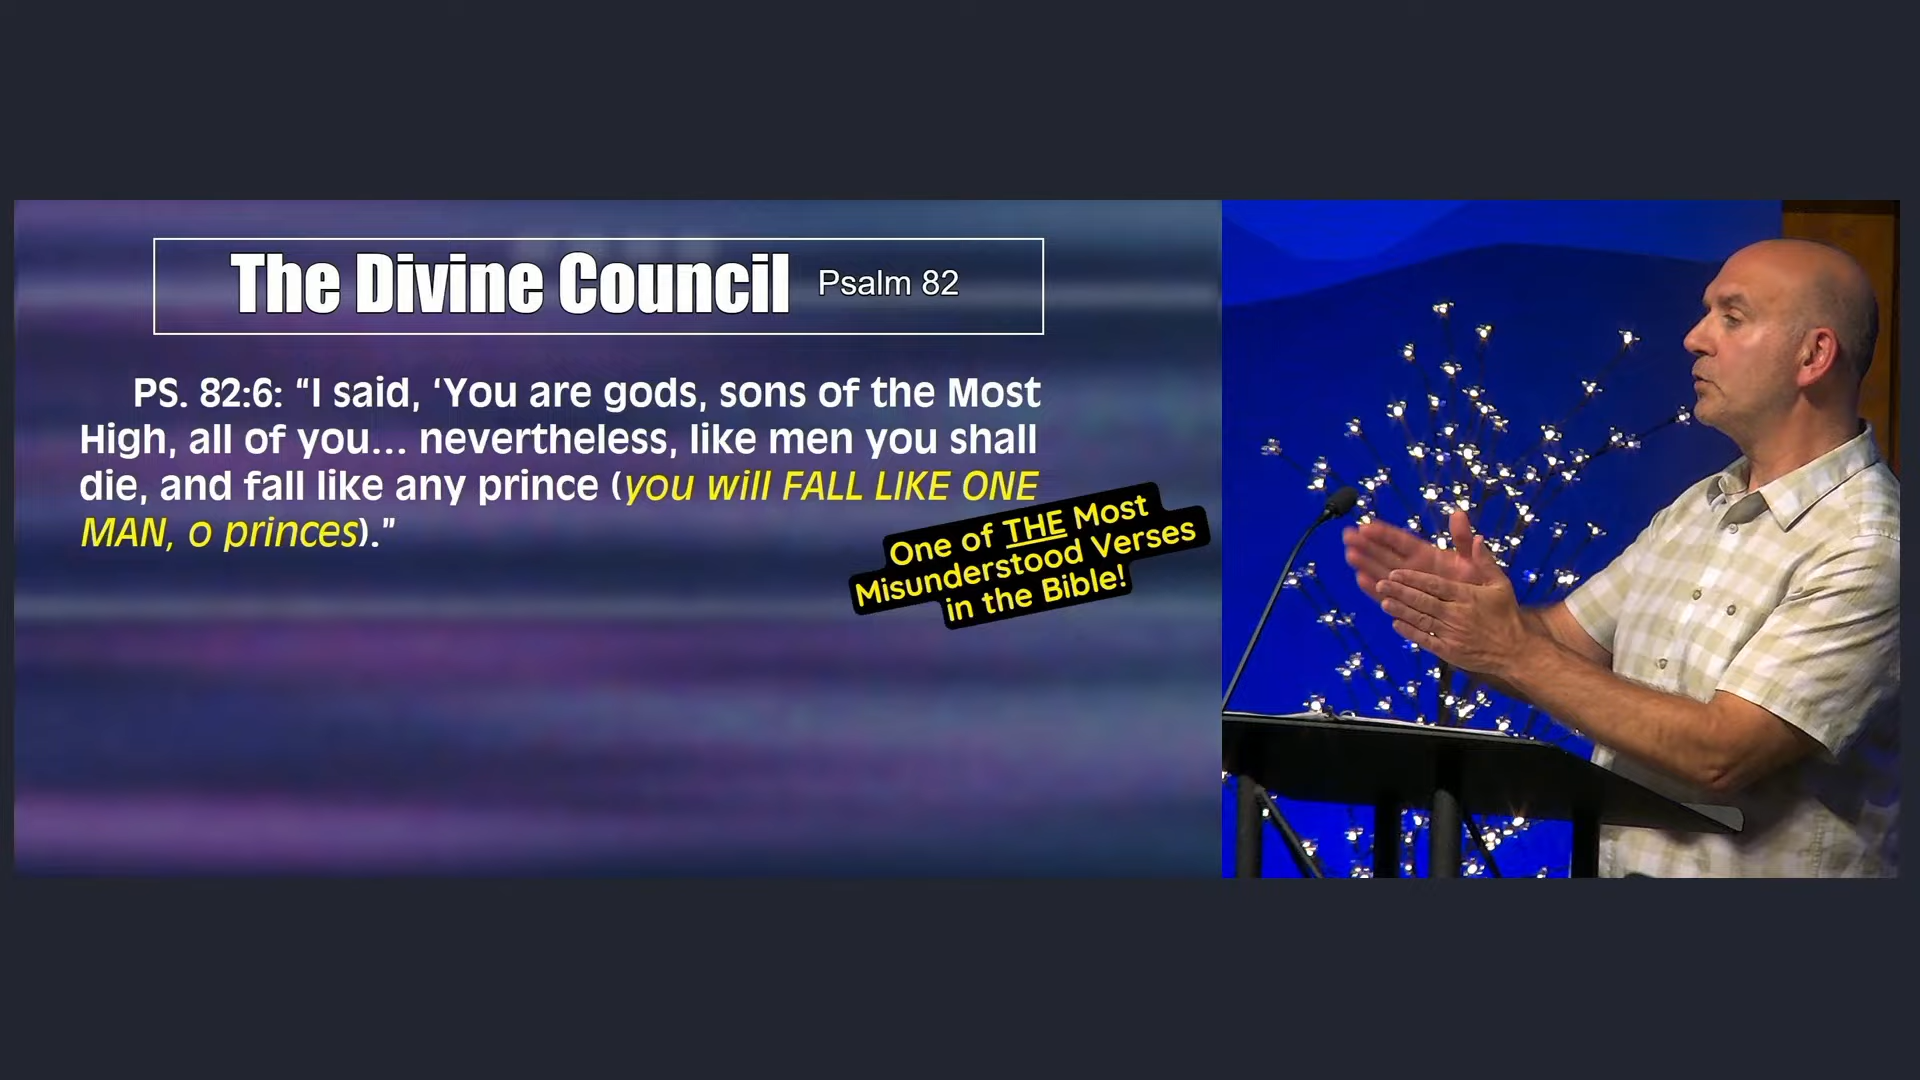 The Divine Council Psalm 82
PS. 82:6: “I said, ‘You are gods, sons of the Most
High, all of you... nevertheless, like men you shall
die, and fall like any prince (you will FALL LIKE ONE
MAN, o princes).”
One of THE Most
Misunderstood Verses
in the Bible!